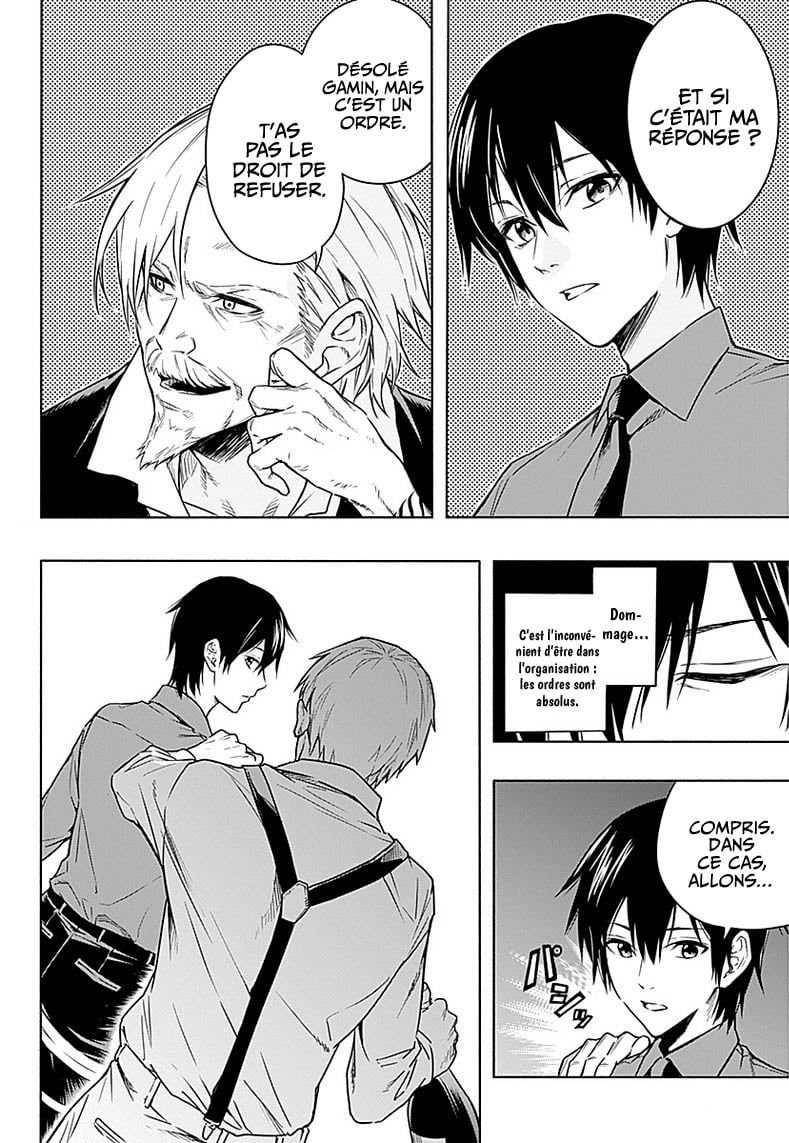 ET SI
C'ÉTAIT MA
RÉPONSE ?
DÉSOLÉ
GAMIN, MAIS
C'EST UN
ORDRE.
T'AS
PAS LE
DROIT DE
REFUSER.
Dom-
mage...
C'est l'inconvé-
nient d'être dans
l'organisation :
les ordres sont
absolus.
COMPRIS.
DANS
CE CAS,
ALLONS...
パシッ